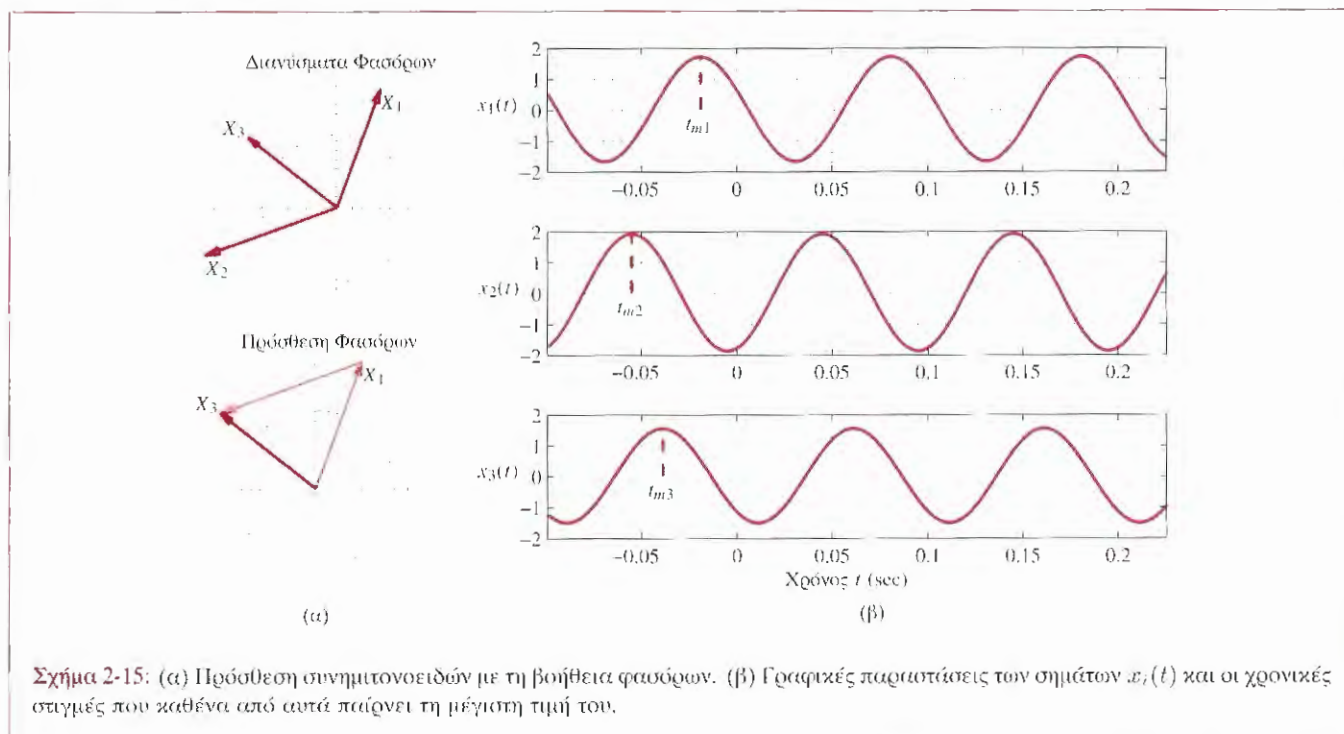 Διανύσματα Φασόρων
X1
X3
X2
Πρόσθεση Φασόρων
X1
X3
(α)
2
1
x1(t) 0
−1
−2
tm1
−0.05 0 0.05 0.1 0.15 0.2
2
1
x2(t) 0
−1
−2
tm2
−0.05 0 0.05 0.1 0.15 0.2
2
1
x3(t) 0
−1
−2
tm3
−0.05 0 0.05 0.1 0.15 0.2
Χρόνος t (sec)
(β)
Σχήμα 2-15: (α) Πρόσθεση συνημιτονοειδών με τη βοήθεια φασόρων. (β) Γραφικές παραστάσεις των σημάτων xi(t) και οι χρονικές
στιγμές που καθένα από αυτά παίρνει τη μέγιστη τιμή του.